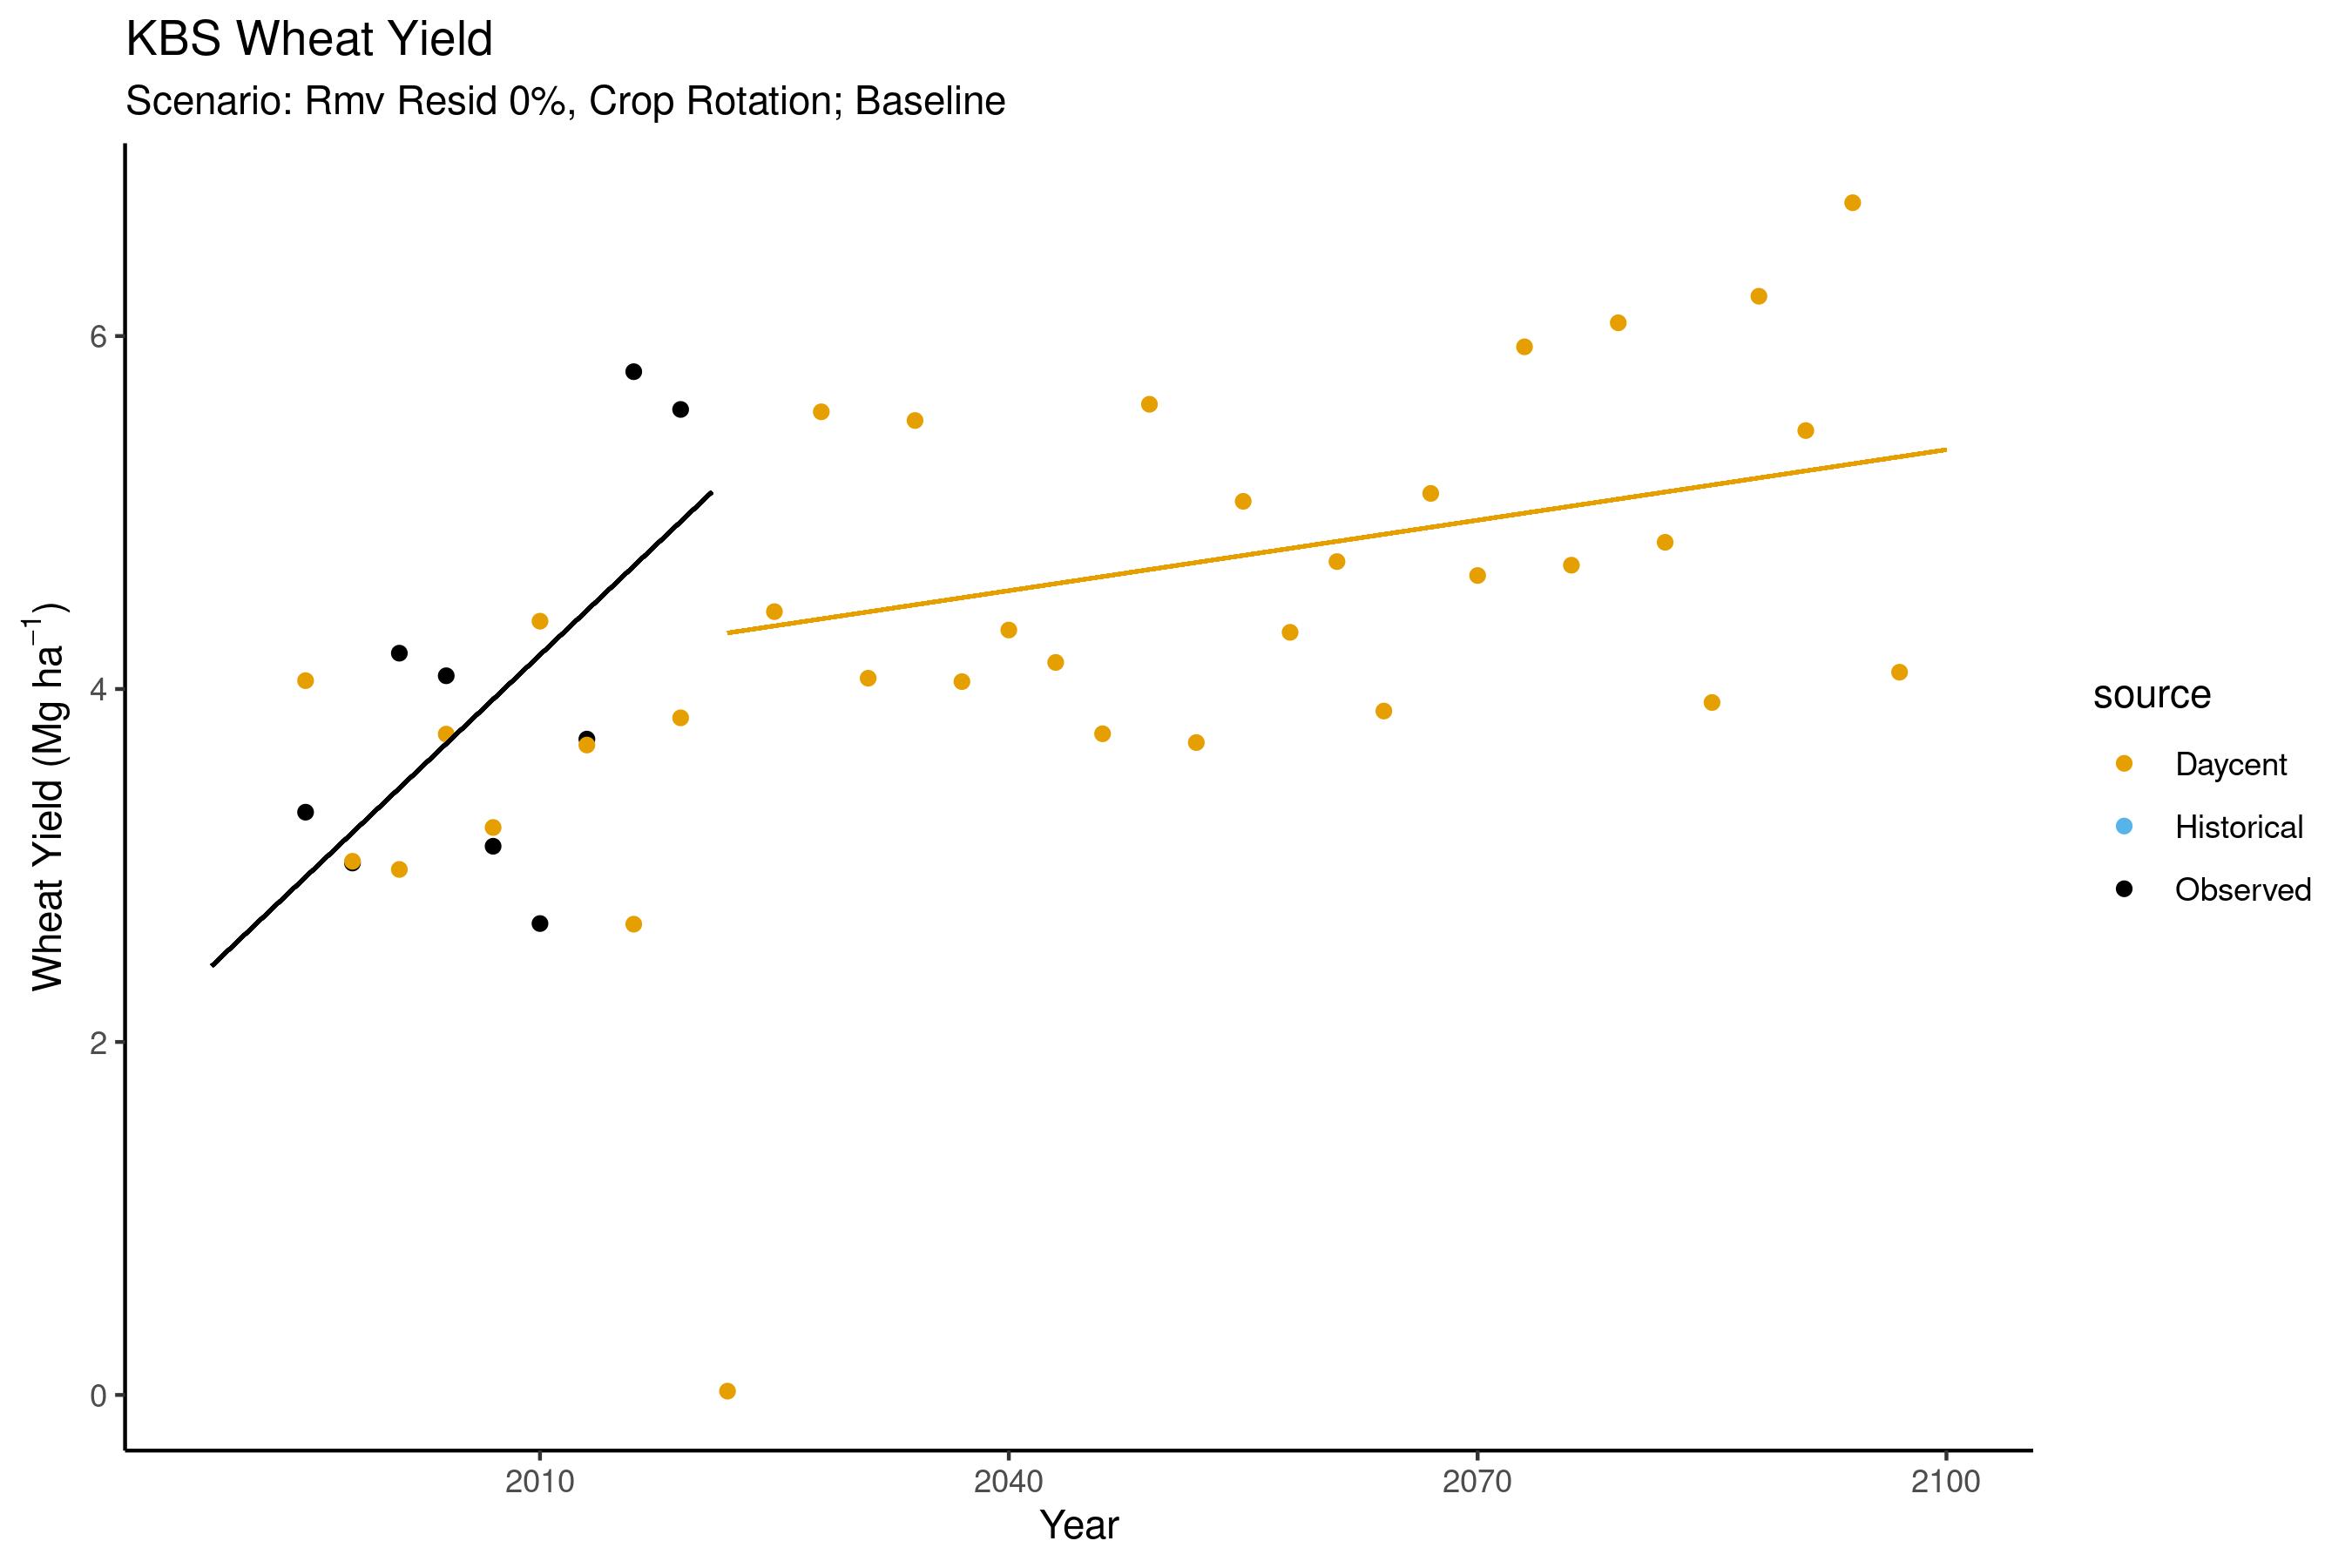 KBS Wheat Yield
Scenario: Rmv Resid 0%, Crop Rotation; Baseline
Wheat Yield (Mg ha⁻¹)
6
4
2
0
2010
2040
2070
2100
Year
source
Daycent
Historical
Observed